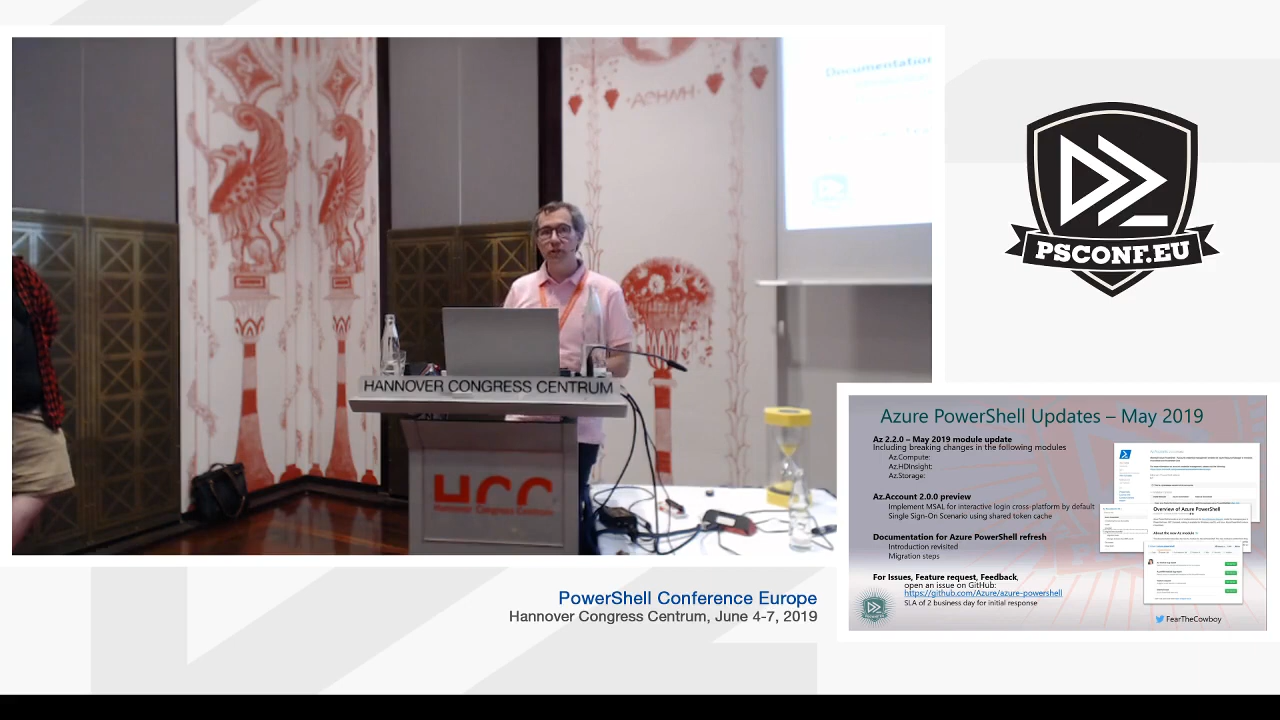 Documentation
HANNOVER CONGRESS CENTRUM
HCC
PSCONF.EU
Azure PowerShell Updates – May 2019
Az 2.2.0 – May 2019 module update
Including breaking changes in the following modules
Az.Compute:
Az.HDInsight:
Az.Storage:
Az.Account 2.0.0 preview
Implement MSAL for interactive login cross-platform by default
Single Sign-On Scenario using shared token cache
Documentation for Azure PowerShell refresh
Introduction revisited
Migration steps
For Issues, Feature request, Feedback,
open an issue on GitHub:
https://github.com/Azure/azure-powershell
SLA of 2 business day for initial response
Overview of Azure PowerShell
FearTheCowboy
PowerShell Conference Europe
Hannover Congress Centrum, June 4-7, 2019